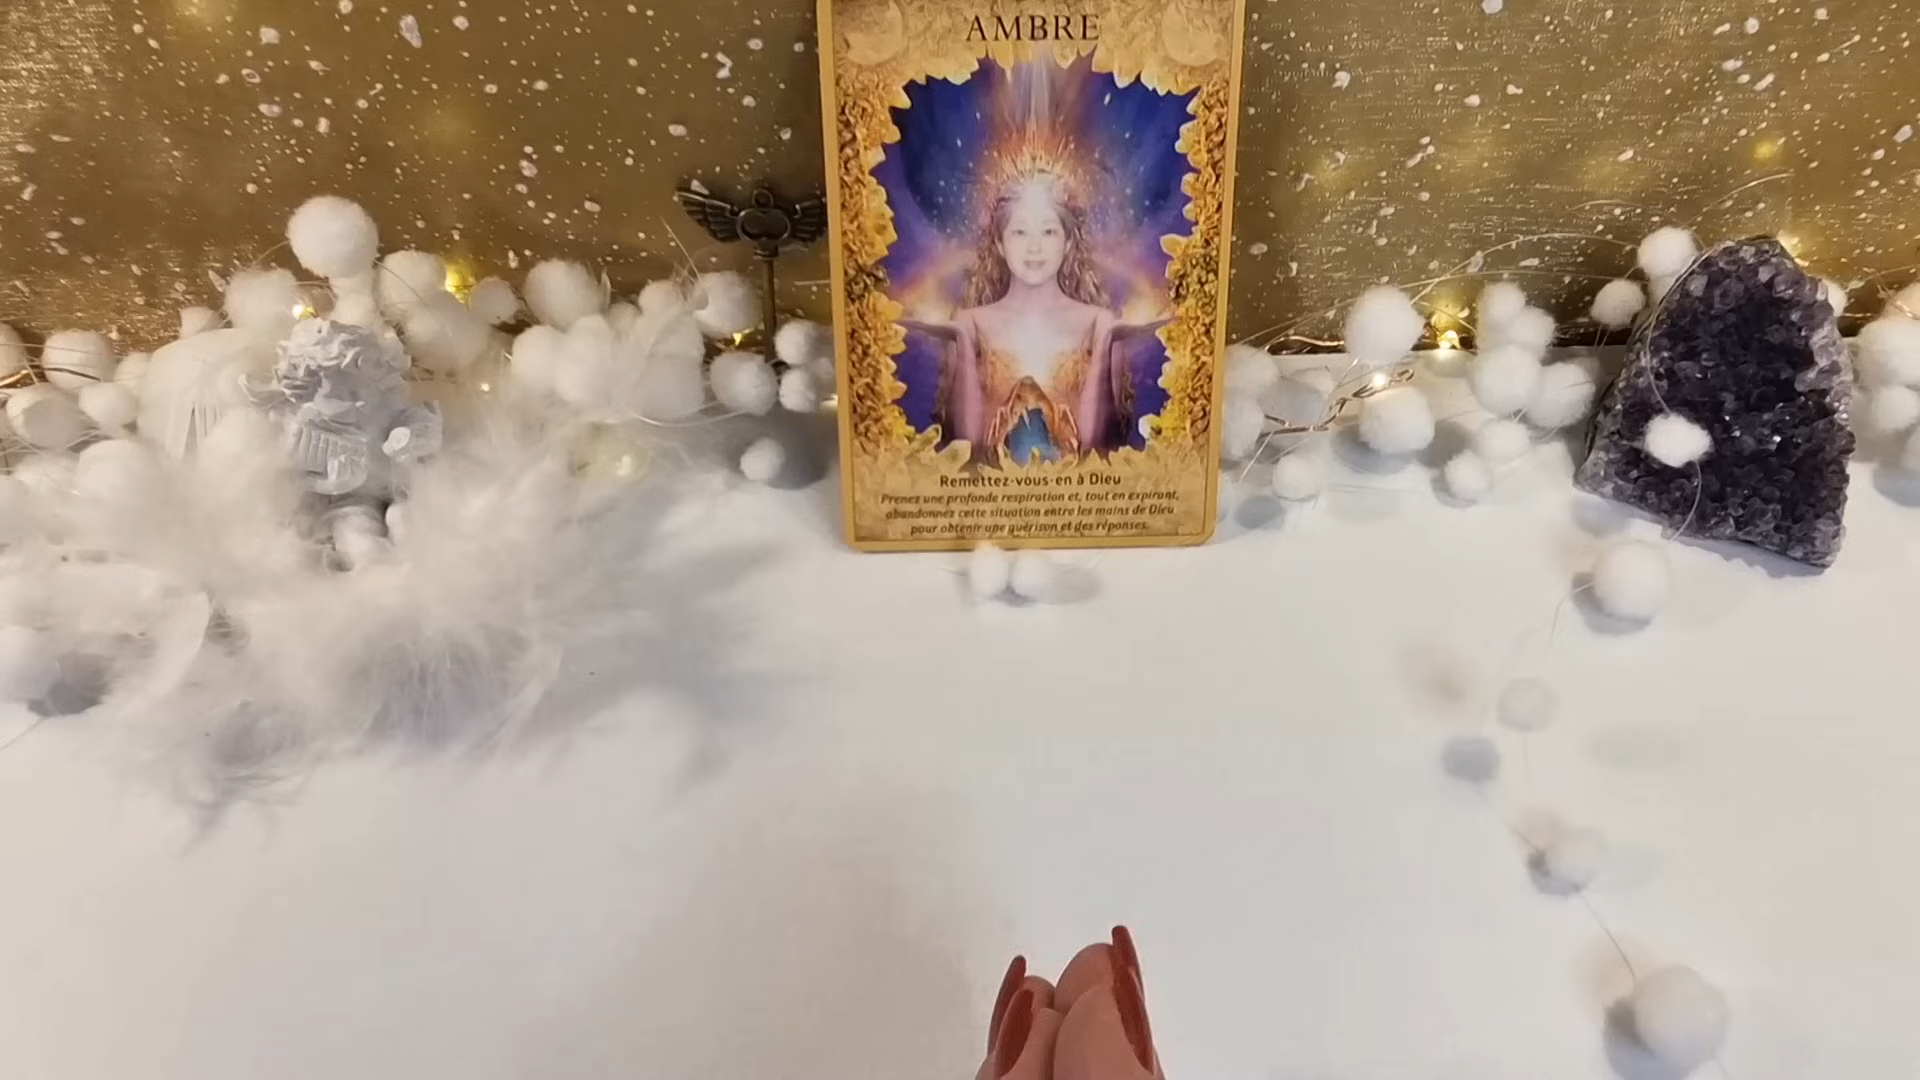 AMBRE
Remettez-vous-en à Dieu
Prenez une profonde respiration et, tout en expirant,
abandonnez cette situation entre les mains de Dieu
pour obtenir une guérison et des réponses.